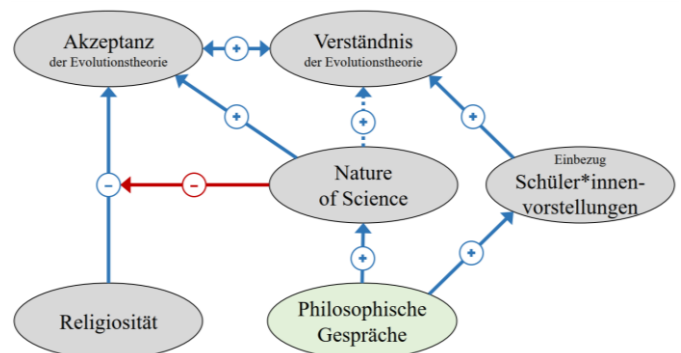 Akzeptanz
der Evolutionstheorie
+
Verständnis
der Evolutionstheorie
+
+
+
Einbezug
Schüler*innen-
vorstellungen
−
−
Nature
of Science
+
+
Religiosität
Philosophische
Gespräche